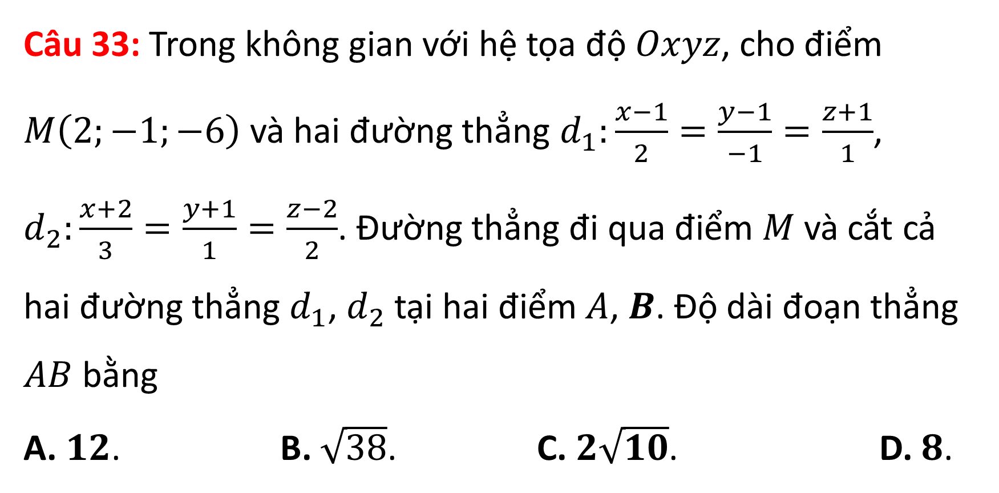 Câu 33: Trong không gian với hệ tọa độ $Oxyz$, cho điểm
$M(2;-1;-6)$ và hai đường thẳng $d_1: \frac{x-1}{2} = \frac{y-1}{-1} = \frac{z+1}{1}$,
$d_2: \frac{x+2}{3} = \frac{y+1}{1} = \frac{z-2}{2}$. Đường thẳng đi qua điểm $M$ và cắt cả
hai đường thẳng $d_1$, $d_2$ tại hai điểm $A$, $B$. Độ dài đoạn thẳng
$AB$ bằng
A. 12. B. $\sqrt{38}$. C. $2\sqrt{10}$. D. 8.